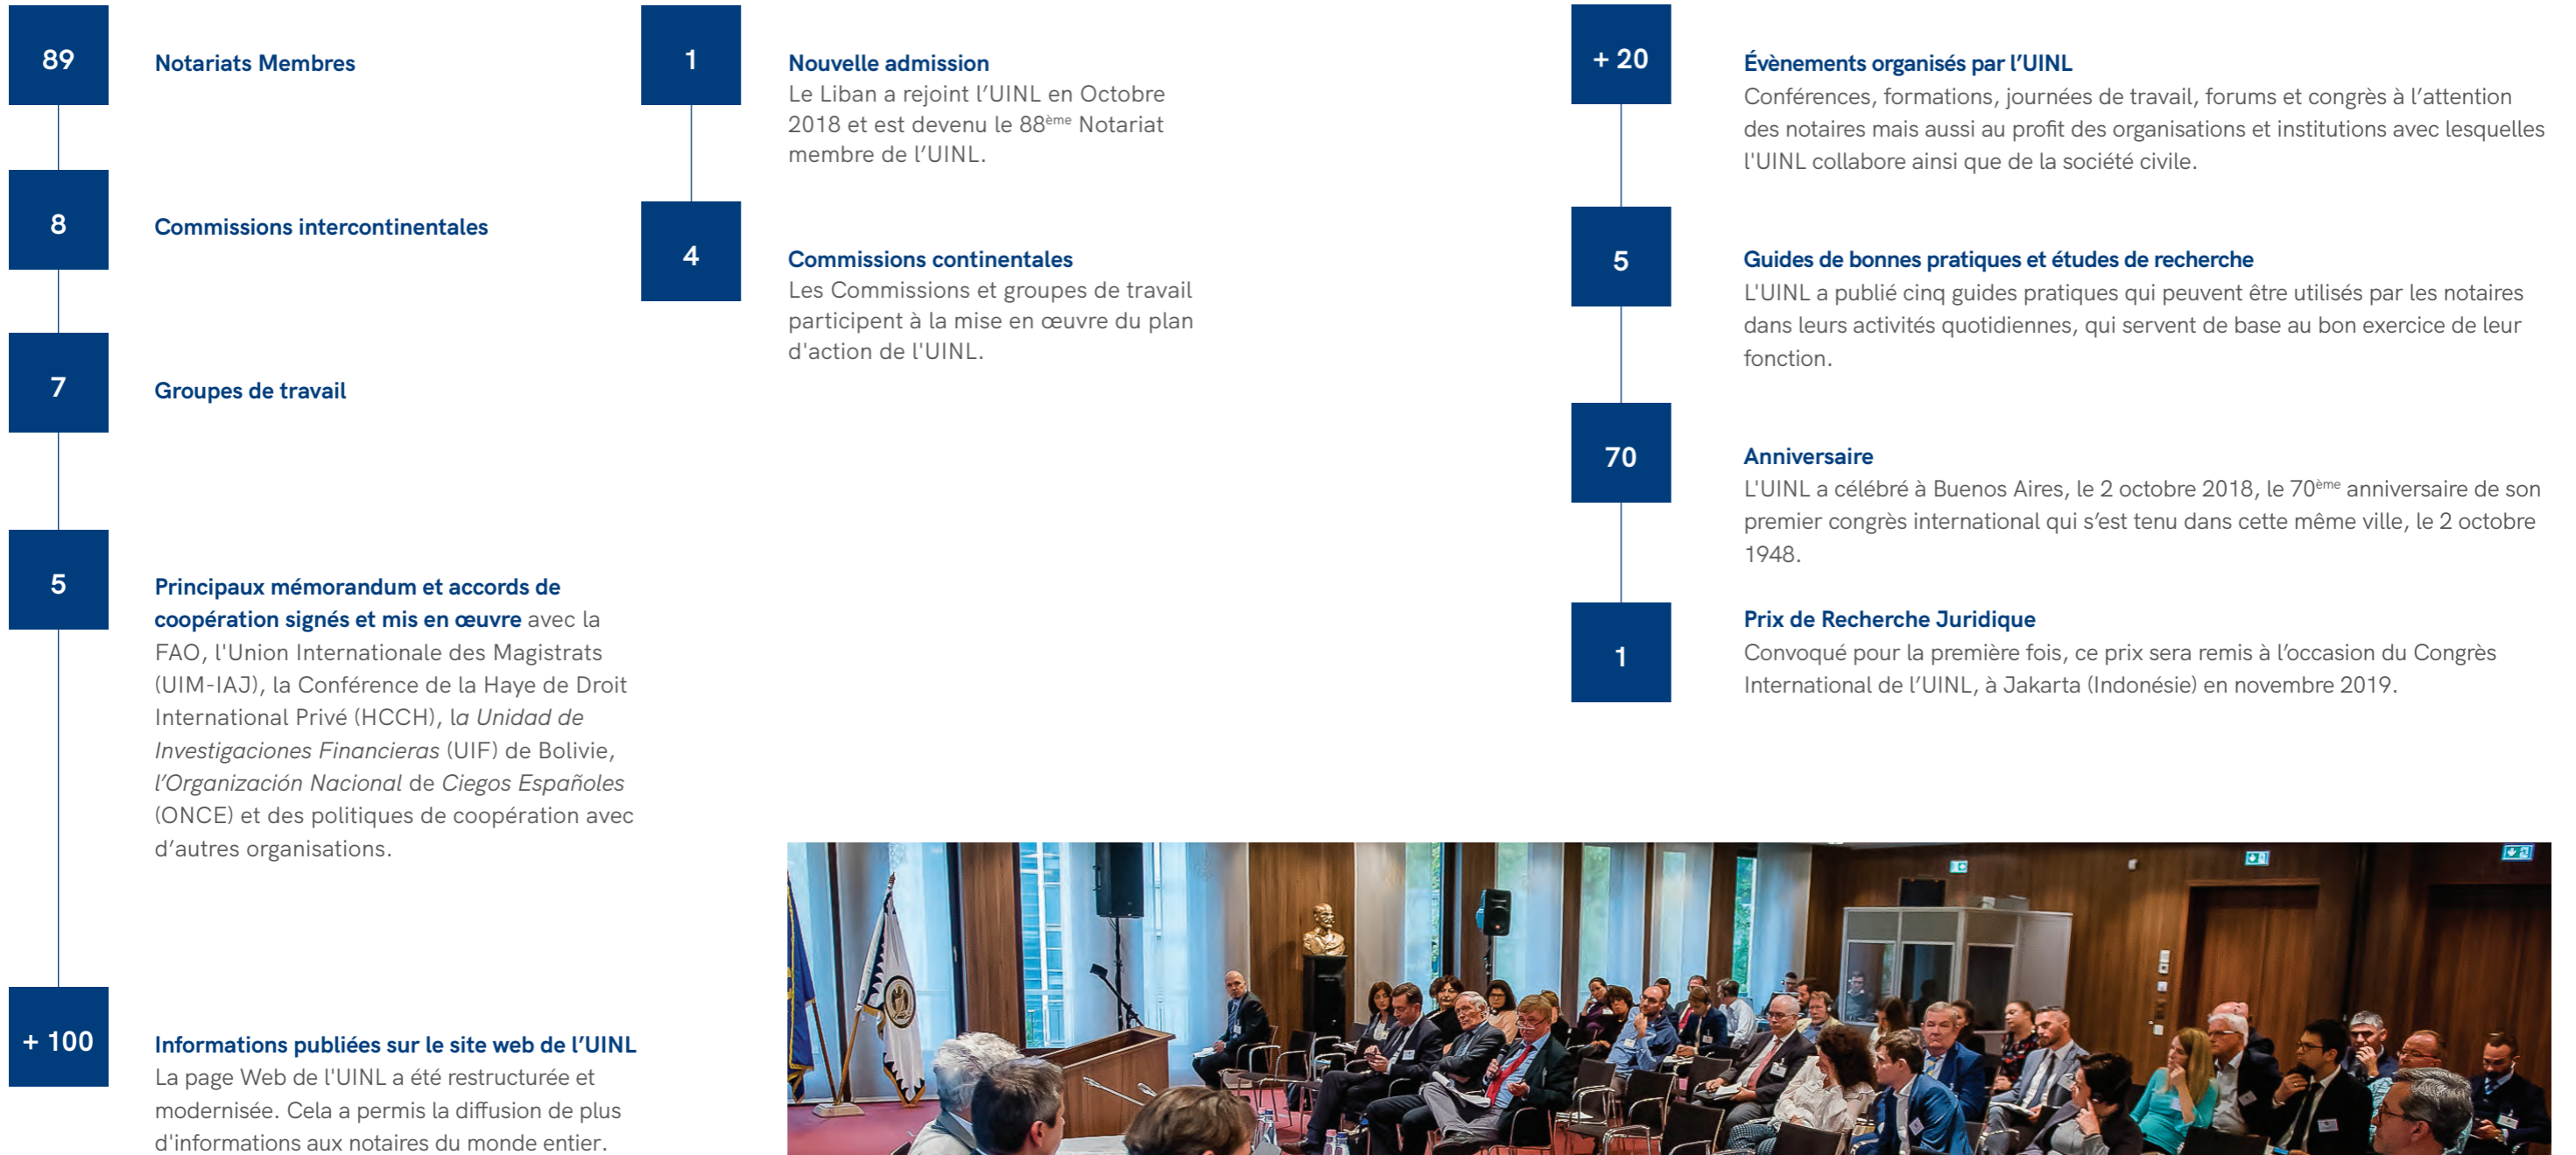 89
Notariats Membres
8
Commissions intercontinentales
7
Groupes de travail
5
Principaux mémorandum et accords de
coopération signés et mis en œuvre avec la
FAO, l'Union Internationale des Magistrats
(UIM-IAJ), la Conférence de la Haye de Droit
International Privé (HCCH), la Unidad de
Investigaciones Financieras (UIF) de Bolivie,
l’Organización Nacional de Ciegos Españoles
(ONCE) et des politiques de coopération avec
d’autres organisations.
+ 100
Informations publiées sur le site web de l’UINL
La page Web de l'UINL a été restructurée et
modernisée. Cela a permis la diffusion de plus
d'informations aux notaires du monde entier.
1
Nouvelle admission
Le Liban a rejoint l’UINL en Octobre
2018 et est devenu le 88ème Notariat
membre de l’UINL.
4
Commissions continentales
Les Commissions et groupes de travail
participent à la mise en œuvre du plan
d'action de l'UINL.
+ 20
Évènements organisés par l’UINL
Conférences, formations, journées de travail, forums et congrès à l’attention
des notaires mais aussi au profit des organisations et institutions avec lesquelles
l'UINL collabore ainsi que de la société civile.
5
Guides de bonnes pratiques et études de recherche
L'UINL a publié cinq guides pratiques qui peuvent être utilisés par les notaires
dans leurs activités quotidiennes, qui servent de base au bon exercice de leur
fonction.
70
Anniversaire
L'UINL a célébré à Buenos Aires, le 2 octobre 2018, le 70ème anniversaire de son
premier congrès international qui s’est tenu dans cette même ville, le 2 octobre
1948.
1
Prix de Recherche Juridique
Convoqué pour la première fois, ce prix sera remis à l’occasion du Congrès
International de l’UINL, à Jakarta (Indonésie) en novembre 2019.